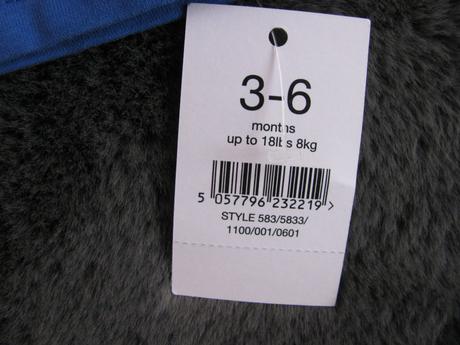 3-6
months
up to 18lbs 8kg
5 057796 232219 >
STYLE 583/5833/
1100/001/0601